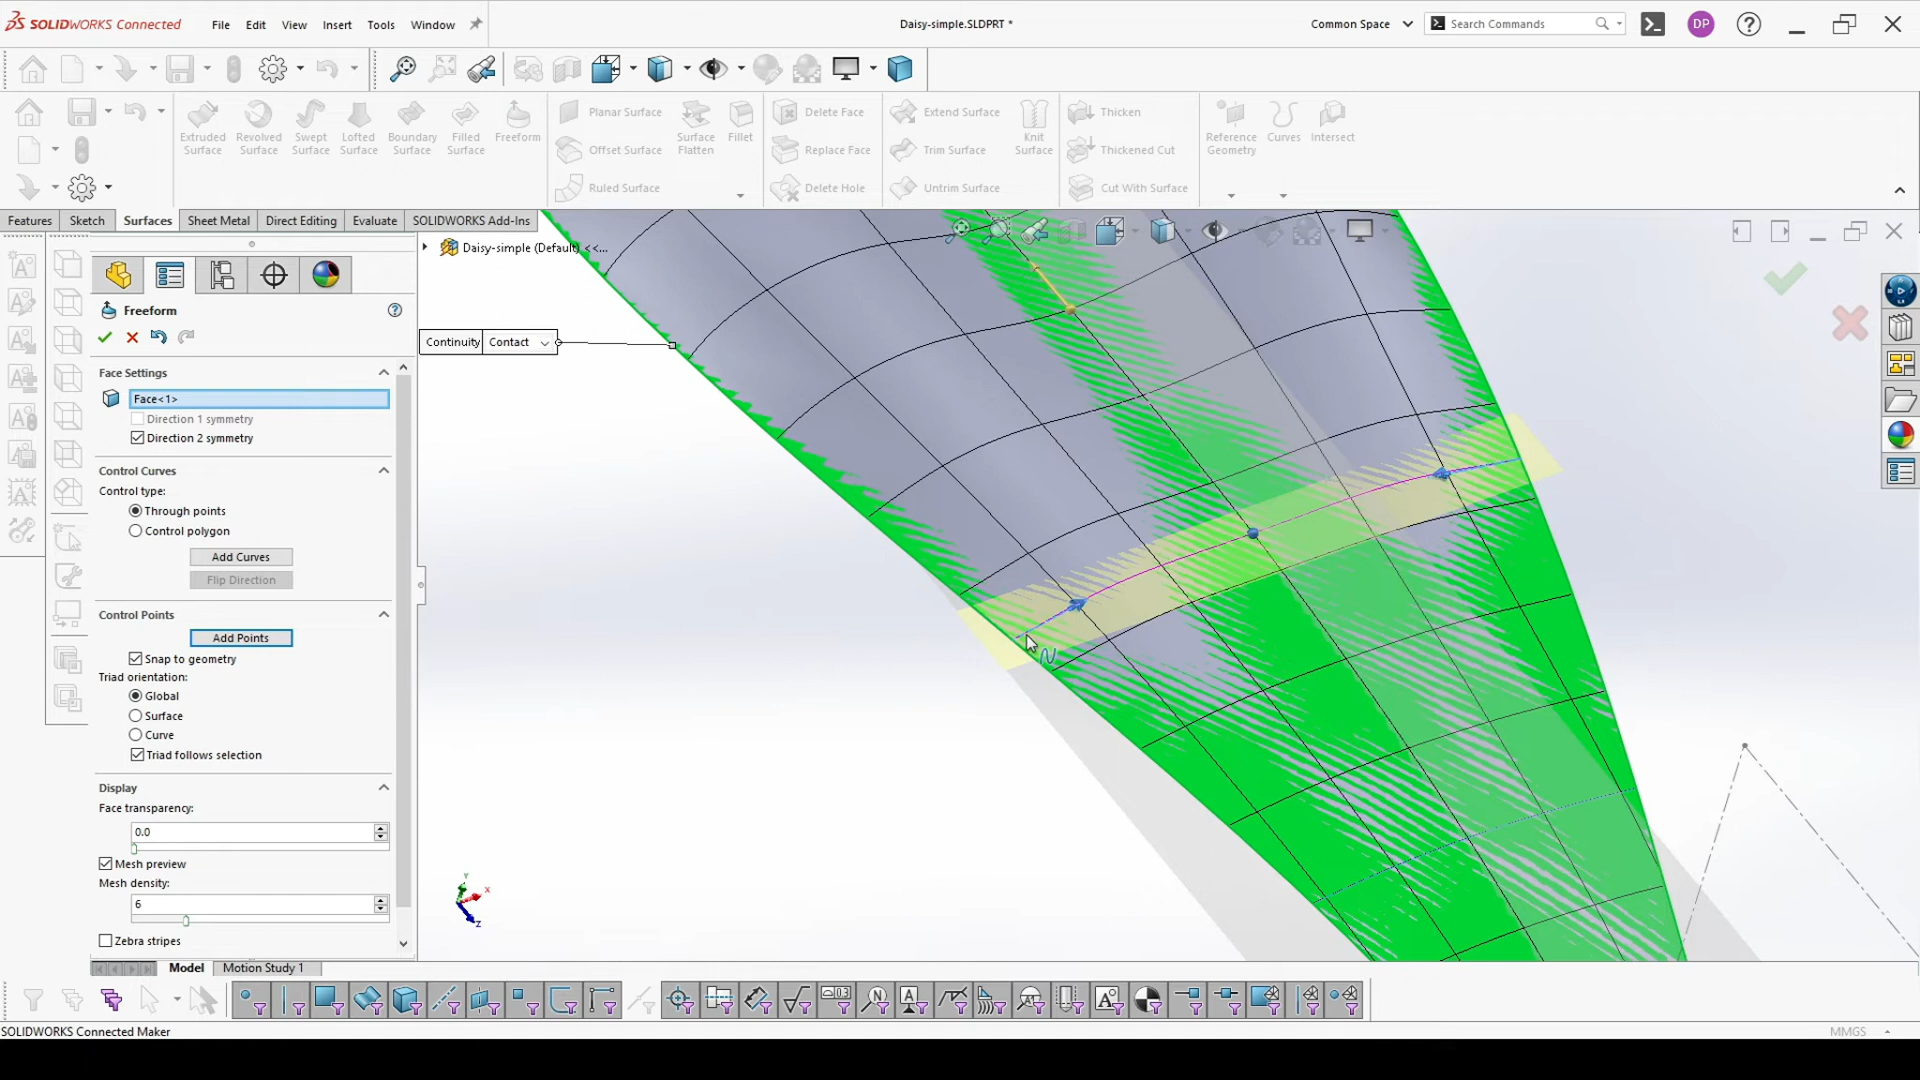 SOLIDWORKS Connected
File Edit View Insert Tools Window
Daisy-simple.SLDPRT *
Common Space
Search Commands
DP
Extruded Surface
Revolved Surface
Swept Surface
Lofted Surface
Boundary Surface
Filled Surface
Freeform
Planar Surface
Offset Surface
Ruled Surface
Surface Flatten
Fillet
Delete Face
Replace Face
Delete Hole
Extend Surface
Trim Surface
Untrim Surface
Knit Surface
Thicken
Thickened Cut
Cut With Surface
Reference Geometry
Curves
Intersect
Features Sketch Surfaces Sheet Metal Direct Editing Evaluate SOLIDWORKS Add-Ins
Daisy-simple (Default) <<...
Freeform
Continuity Contact
Face Settings
Face<1>
Direction 1 symmetry
Direction 2 symmetry
Control Curves
Control type:
Through points
Control polygon
Add Curves
Flip Direction
Control Points
Add Points
Snap to geometry
Triad orientation:
Global
Surface
Curve
Triad follows selection
Display
Face transparency:
0.0
Mesh preview
Mesh density:
6
Zebra stripes
Y
X
Z
Model Motion Study 1
SOLIDWORKS Connected Maker
MMGS